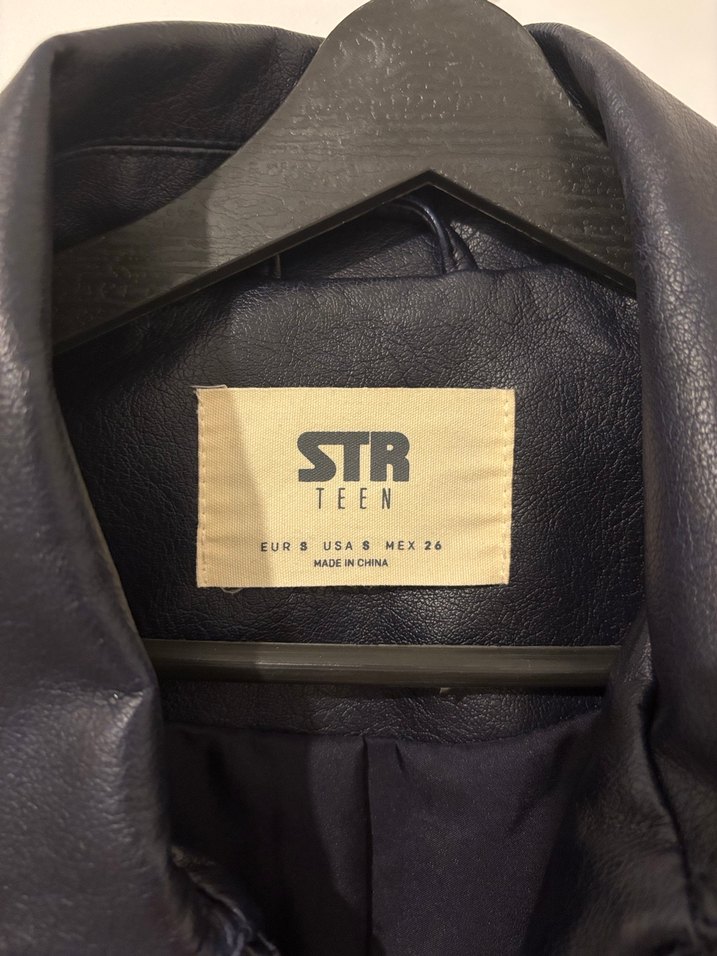 STR
TEEN
EUR S USA S MEX 26
MADE IN CHINA